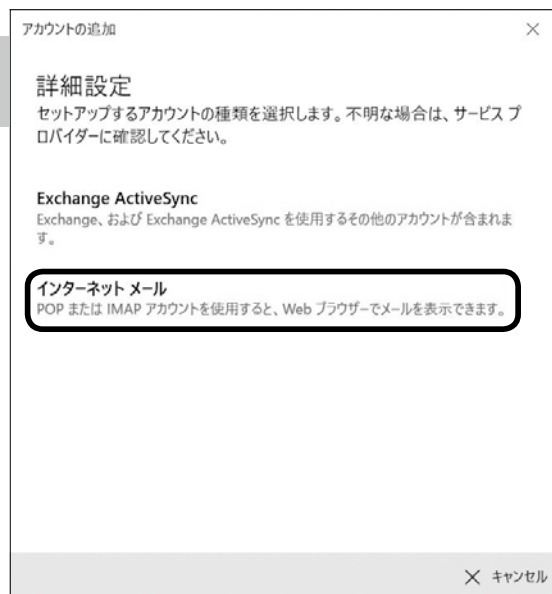 アカウントの追加
詳細設定
セットアップするアカウントの種類を選択します。不明な場合は、サービス プ
ロバイダーに確認してください。
Exchange ActiveSync
Exchange、および Exchange ActiveSync を使用するその他のアカウントが含まれま
す。
インターネット メール
POP または IMAP アカウントを使用すると、Web ブラウザーでメールを表示できます。
キャンセル